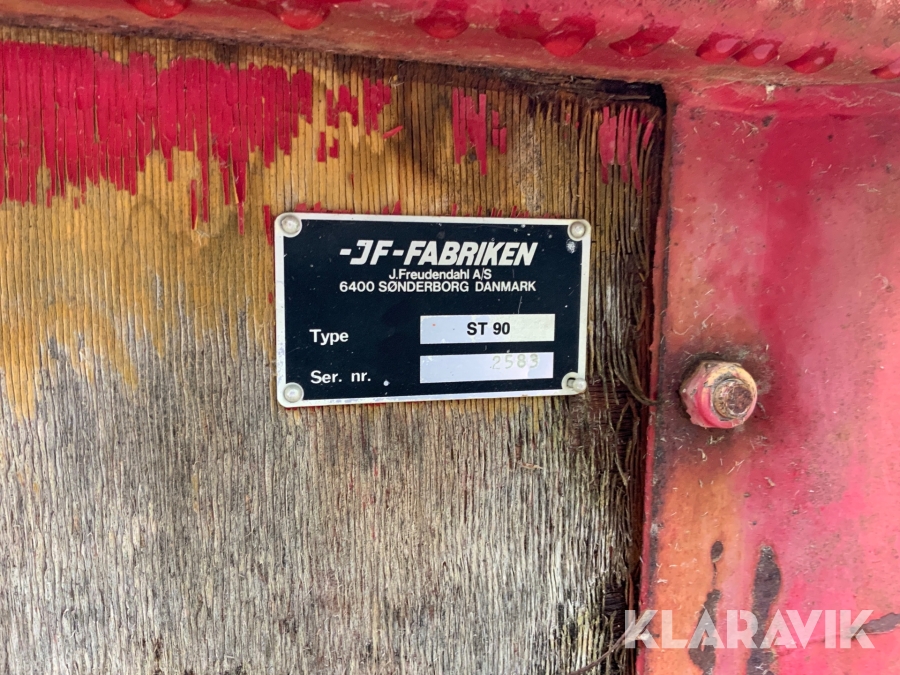 -JF-FABRIKEN
J.Freudendahl A/S
6400 SØNDERBORG DANMARK
Type ST 90
Ser. nr. 2583
KLARAVIK